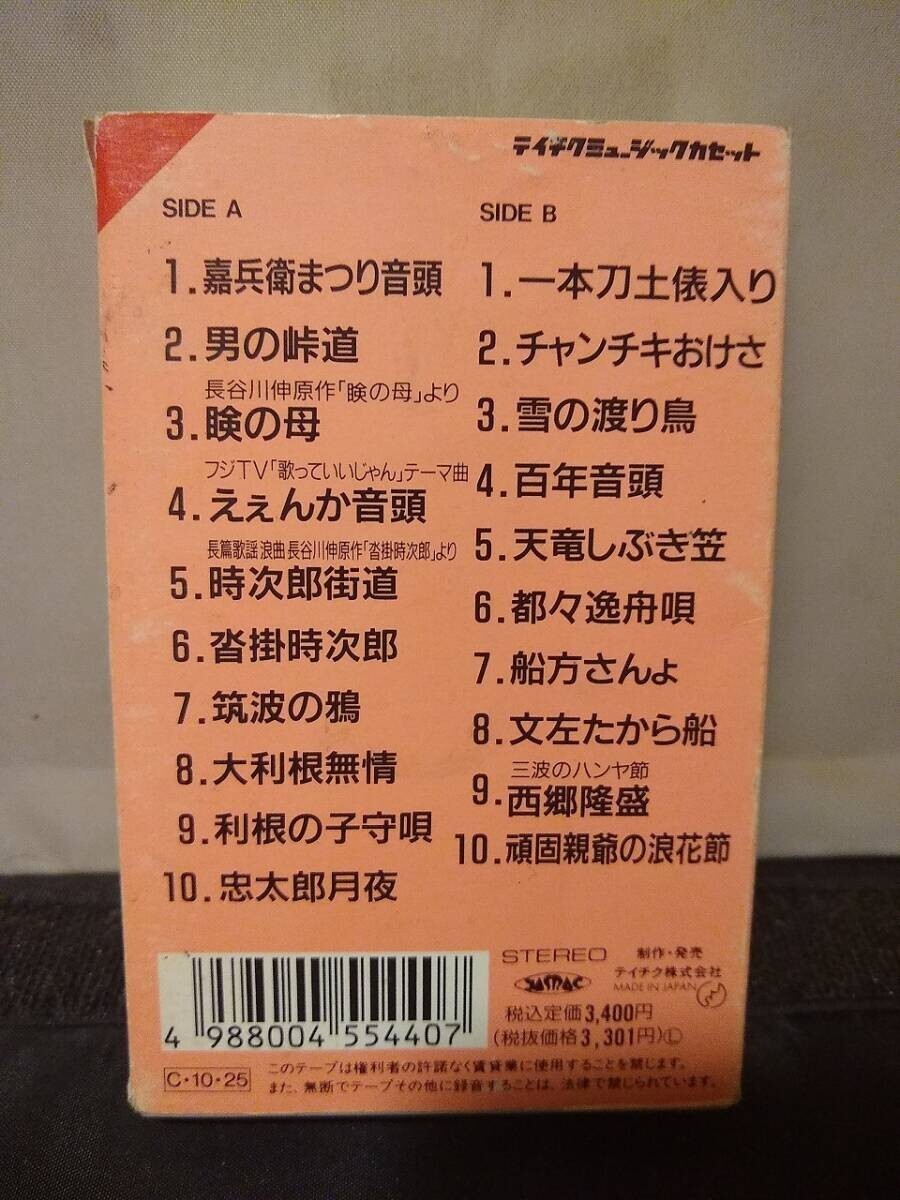 テイチクミュージックカセット
SIDE A
1.嘉兵衛まつり音頭
2.男の峠道
長谷川伸原作「瞼の母」より
3.瞼の母
フジTV「歌っていいじゃん」テーマ曲
4.えぇんか音頭
長篇歌謡浪曲 長谷川伸原作「沓掛時次郎」より
5.時次郎街道
6.沓掛時次郎
7.筑波の鴉
8.大利根無情
9.利根の子守唄
10.忠太郎月夜
SIDE B
1.一本刀土俵入り
2.チャンチキおけさ
3.雪の渡り鳥
4.百年音頭
5.天竜しぶき笠
6.都々逸舟唄
7.船方さんよ
8.文左たから船
三波のハンヤ節
9.西郷隆盛
10.頑固親爺の浪花節
4 988004 554407
STEREO
JASRAC
制作・発売
テイチク株式会社
MADE IN JAPAN
税込定価3,400円
(税抜価格3,301円)Ⓛ
C・10・25
このテープは権利者の許諾なく賃貸業に使用することを禁じます。
また、無断でテープその他に録音することは、法律で禁じられています。